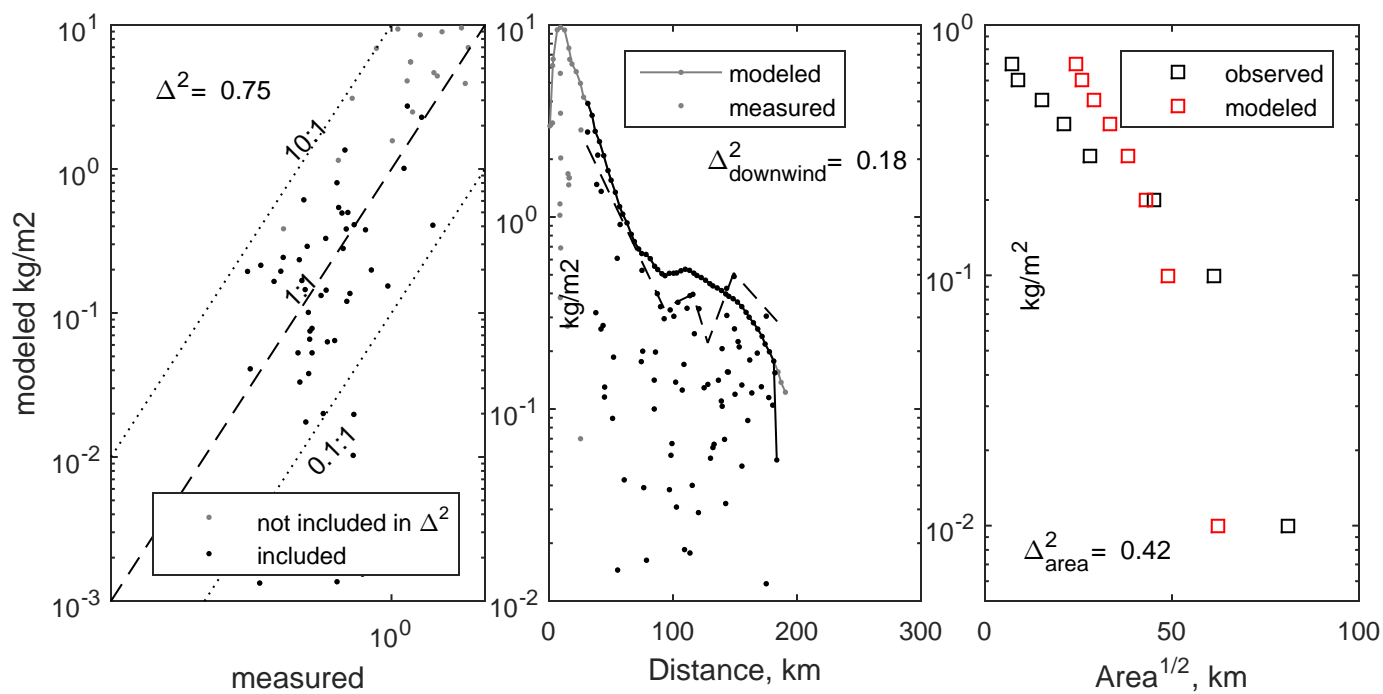 10^1
10^0
10^-1
10^-2
10^-3
modeled kg/m2
Δ^2= 0.75
10:1
1:1
0.1:1
not included in Δ^2
included
10^0
measured
10^1
10^0
10^-1
10^-2
kg/m2
modeled
measured
Δ^2_downwind= 0.18
0 100 200 300
Distance, km
10^0
10^-1
10^-2
kg/m^2
observed
modeled
Δ^2_area= 0.42
0 50 100
Area^1/2, km